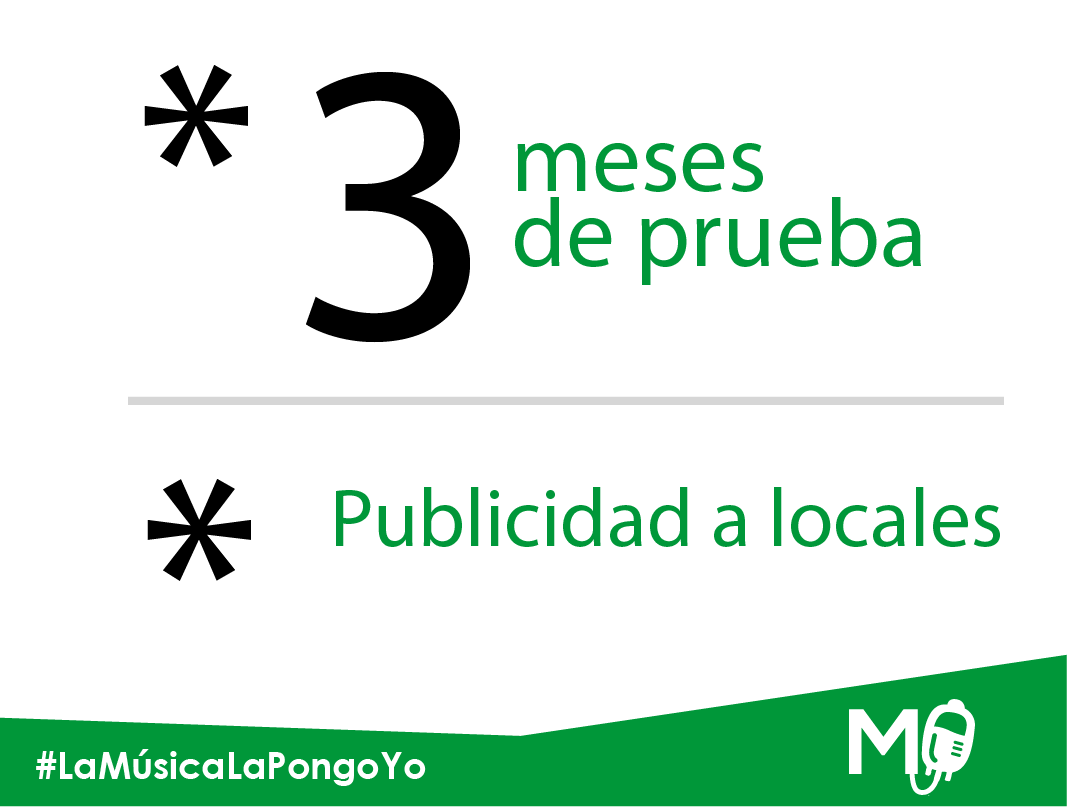 * 3 meses
de prueba
* Publicidad a locales
#LaMúsicaLaPongoYo
M